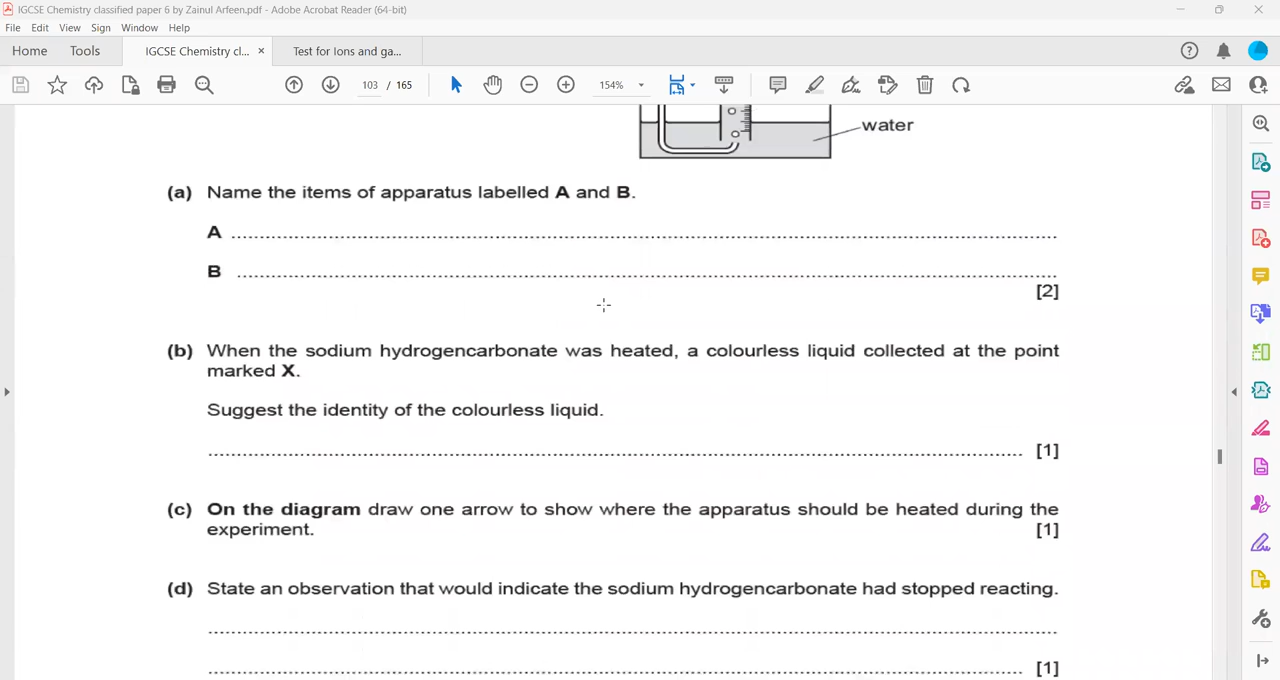 IGCSE Chemistry classified paper 6 by Zainul Arfeen.pdf - Adobe Acrobat Reader (64-bit)
File Edit View Sign Window Help
Home Tools IGCSE Chemistry cl... × Test for Ions and ga...
103 / 165 154%
water
(a) Name the items of apparatus labelled A and B.
A ..........................................................................................
B ..........................................................................................
[2]
(b) When the sodium hydrogencarbonate was heated, a colourless liquid collected at the point
marked X.
Suggest the identity of the colourless liquid.
.......................................................................................... [1]
(c) On the diagram draw one arrow to show where the apparatus should be heated during the
experiment. [1]
(d) State an observation that would indicate the sodium hydrogencarbonate had stopped reacting.
..........................................................................................
.......................................................................................... [1]